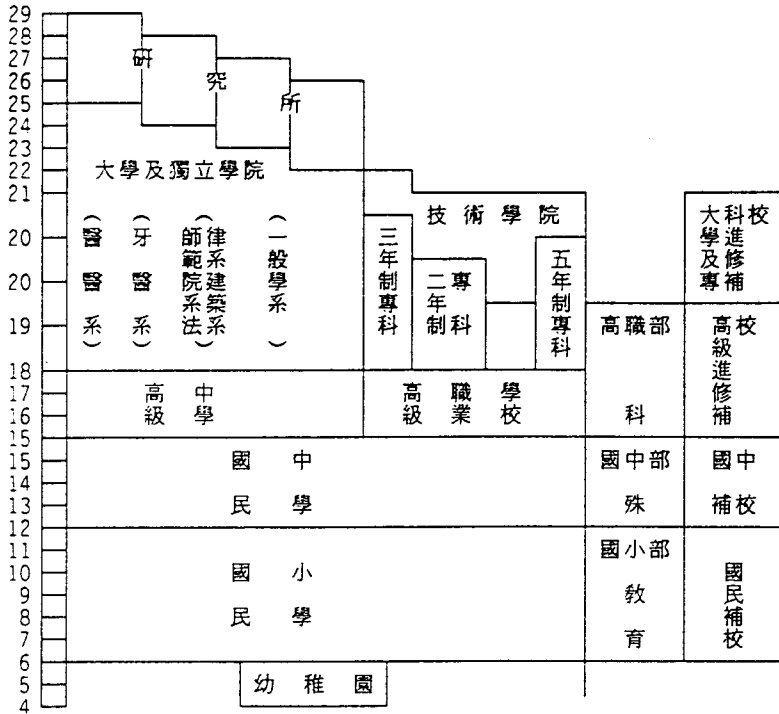 29
28
27
26
25
24
23
22
21
20
20
19
18
17
16
15
15
14
13
12
11
10
9
8
7
6
5
4
研究所
大學及獨立學院
（醫醫系）
（牙醫系）
（律系建築系
師範院系法）
（一般學系）
三年制專科
二年制
專科
技術學院
五年制專科
大學及專
科進修補
校
高級中學
高級職業學校
高職部
科
高級進修補
校
國民中學
國中部
殊
國中
補校
國民小學
國小部
教
育
國民補校
幼稚園